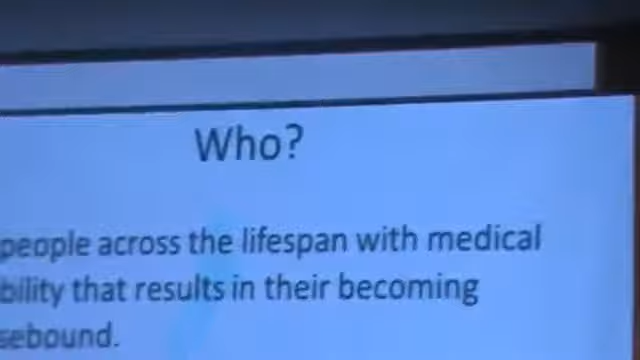 Who?
people across the lifespan with medical
bility that results in their becoming
sebound.